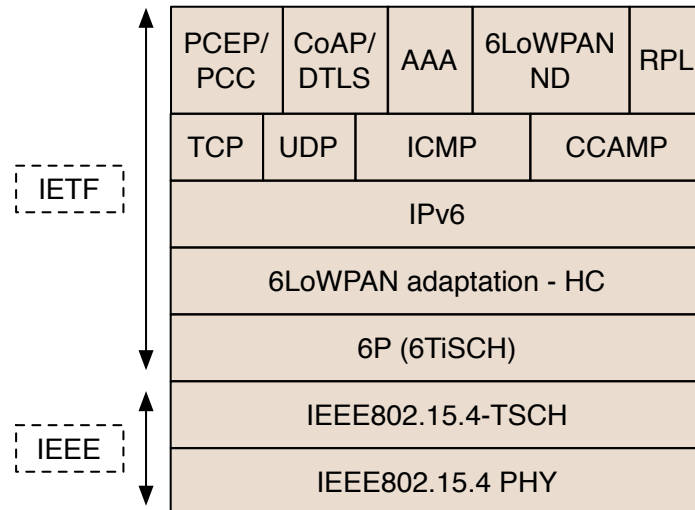 PCEP/
PCC
CoAP/
DTLS
AAA
6LoWPAN
ND
RPL
TCP
UDP
ICMP
CCAMP
IETF
IPv6
6LoWPAN adaptation - HC
6P (6TiSCH)
IEEE802.15.4-TSCH
IEEE
IEEE802.15.4 PHY